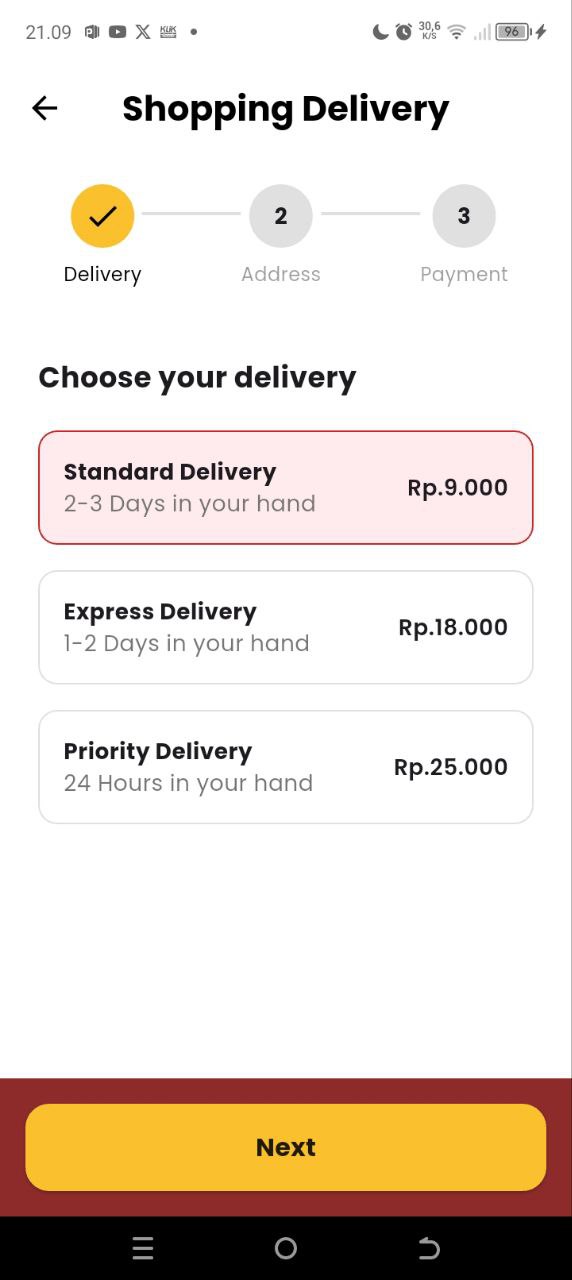 21.09 30,6 K/S 96
Shopping Delivery
2 3
Delivery Address Payment
Choose your delivery
Standard Delivery
2-3 Days in your hand
Rp.9.000
Express Delivery
1-2 Days in your hand
Rp.18.000
Priority Delivery
24 Hours in your hand
Rp.25.000
Next